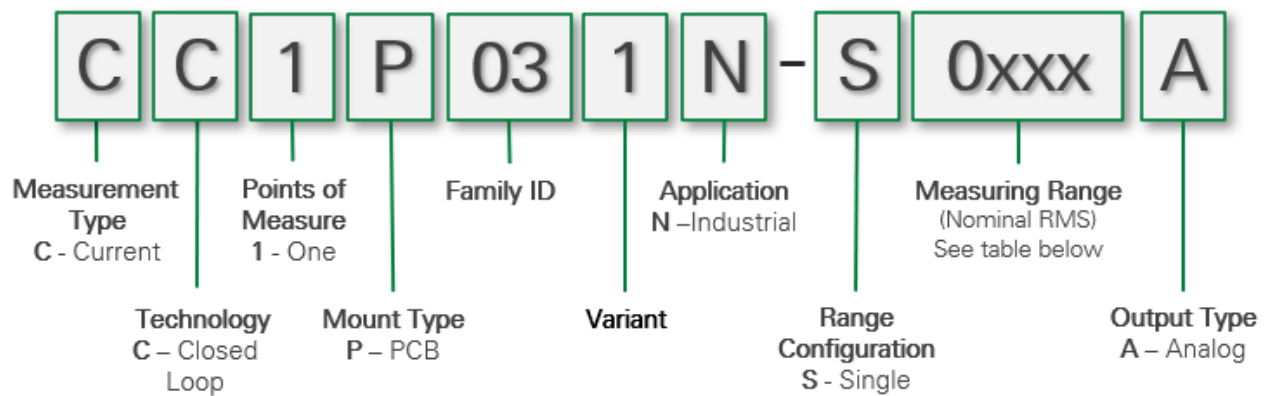 C C 1 P 03 1 N - S 0xxx A
Measurement
Type
C - Current
Points of
Measure
1 - One
Family ID
Application
N –Industrial
Measuring Range
(Nominal RMS)
See table below
Technology
C – Closed
Loop
Mount Type
P – PCB
Variant
Range
Configuration
S - Single
Output Type
A – Analog